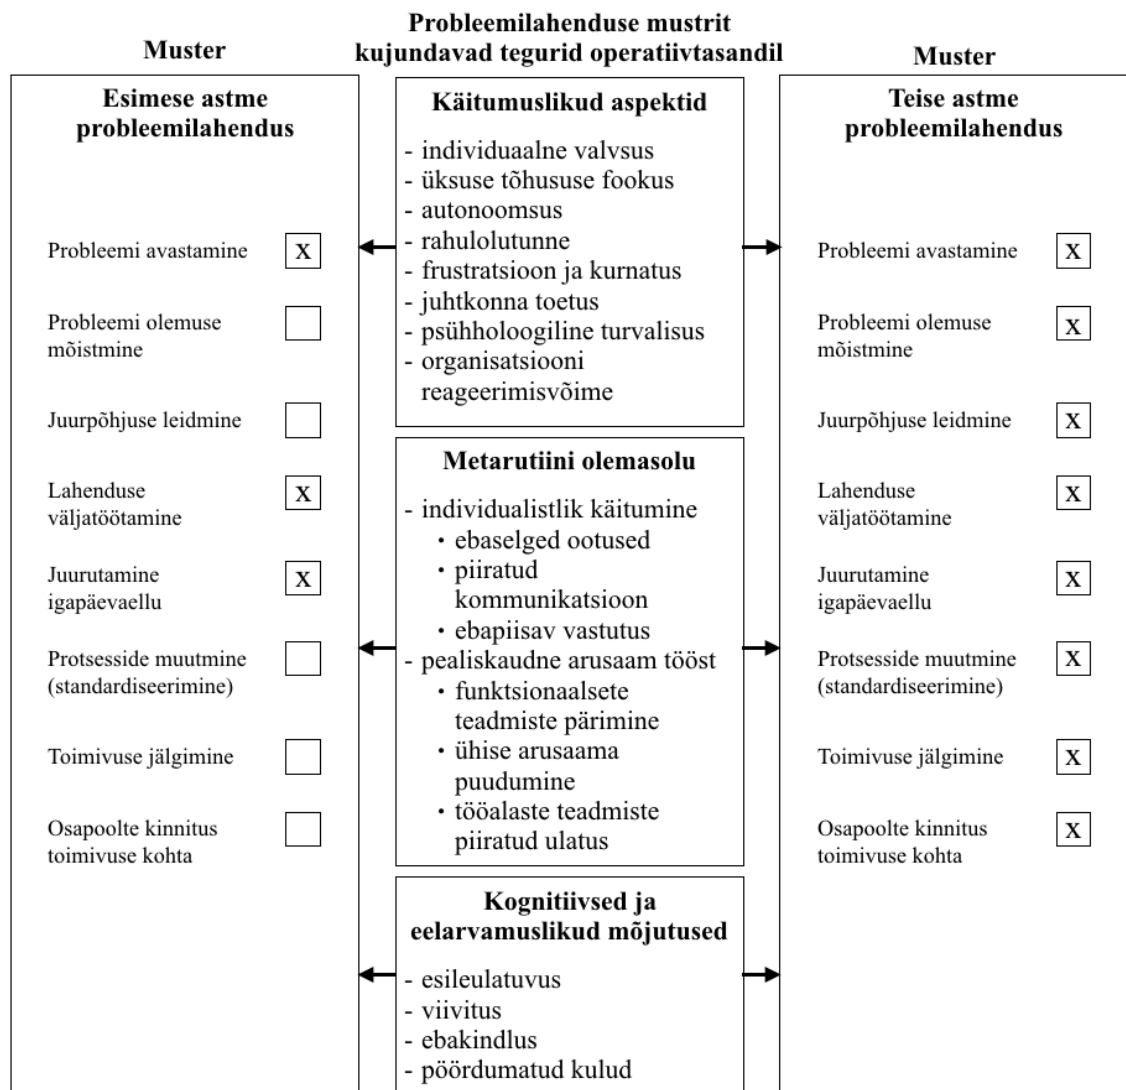 Muster
Esimese astme
probleemilahendus
Probleemi avastamine
X
Probleemi olemuse
mõistmine
Juurpõhjuse leidmine
Lahenduse
väljatöötamine
X
Juurutamine
igapäevaellu
X
Protsesside muutmine
(standardiseerimine)
Toimivuse jälgimine
Osapoolte kinnitus
toimivuse kohta
Probleemilahenduse mustrit
kujundavad tegurid operatiivtasandil
Käitumuslikud aspektid
- individuaalne valvsus
- üksuse tõhususe fookus
- autonoomsus
- rahulolutunne
- frustratsioon ja kurnatus
- juhtkonna toetus
- psühholoogiline turvalisus
- organisatsiooni
reageerimisvõime
Metarutiini olemasolu
- individualistlik käitumine
• ebaselged ootused
• piiratud
kommunikatsioon
• ebapiisav vastutus
- pealiskaudne arusaam tööst
• funktsionaalsete
teadmiste pärimine
• ühise arusaama
puudumine
• tööalaste teadmiste
piiratud ulatus
Kognitiivsed ja
eelarvamuslikud mõjutused
- esileulatuvus
- viivitus
- ebakindlus
- pöördumatud kulud
Muster
Teise astme
probleemilahendus
Probleemi avastamine
X
Probleemi olemuse
mõistmine
X
Juurpõhjuse leidmine
X
Lahenduse
väljatöötamine
X
Juurutamine
igapäevaellu
X
Protsesside muutmine
(standardiseerimine)
X
Toimivuse jälgimine
X
Osapoolte kinnitus
toimivuse kohta
X